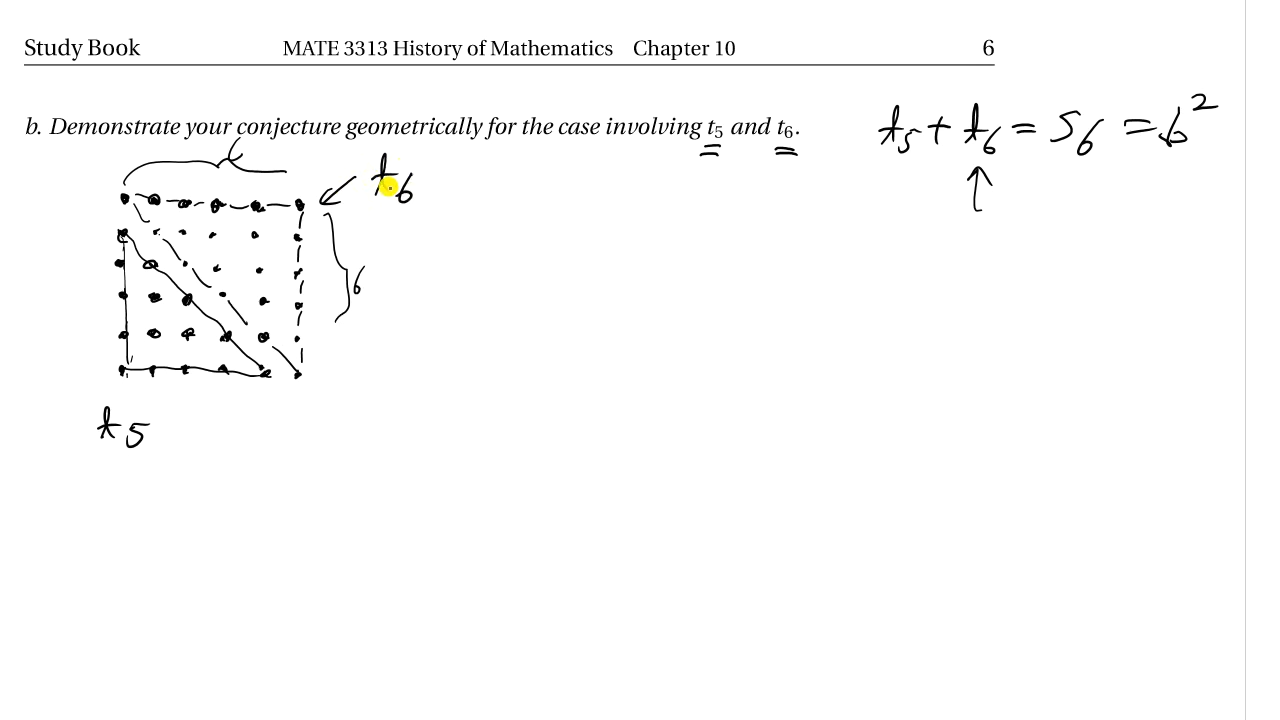 Study Book MATE 3313 History of Mathematics Chapter 10 6
b. Demonstrate your conjecture geometrically for the case involving t₅ and t₆.
t₅ + t₆ = S₆ = 6²
t₆
6
t₅